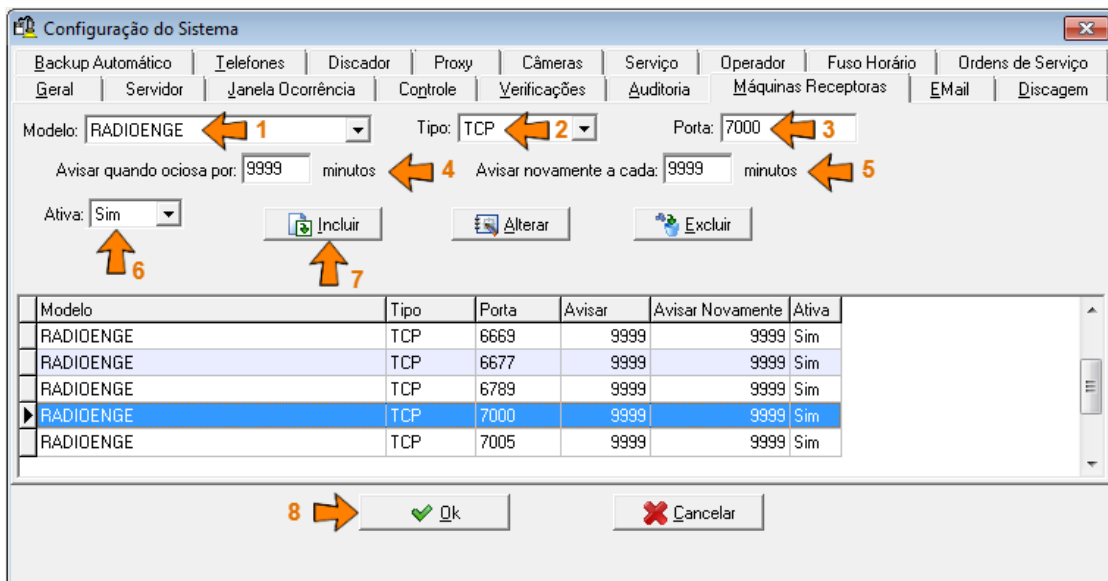 Configuração do Sistema
Backup Automático Telefones Discador Proxy Câmeras Serviço Operador Fuso Horário Ordens de Serviço
Geral Servidor Janela Ocorrência Controle Verificações Auditoria Máquinas Receptoras EMail Discagem
Modelo: RADIOENGE 1 Tipo: TCP 2 Porta: 7000 3
Avisar quando ociosa por: 9999 minutos 4 Avisar novamente a cada: 9999 minutos 5
Ativa: Sim Incluir Alterar Excluir
6 7
Modelo Tipo Porta Avisar Avisar Novamente Ativa
RADIOENGE TCP 6669 9999 9999 Sim
RADIOENGE TCP 6677 9999 9999 Sim
RADIOENGE TCP 6789 9999 9999 Sim
RADIOENGE TCP 7000 9999 9999 Sim
RADIOENGE TCP 7005 9999 9999 Sim
8 Ok Cancelar